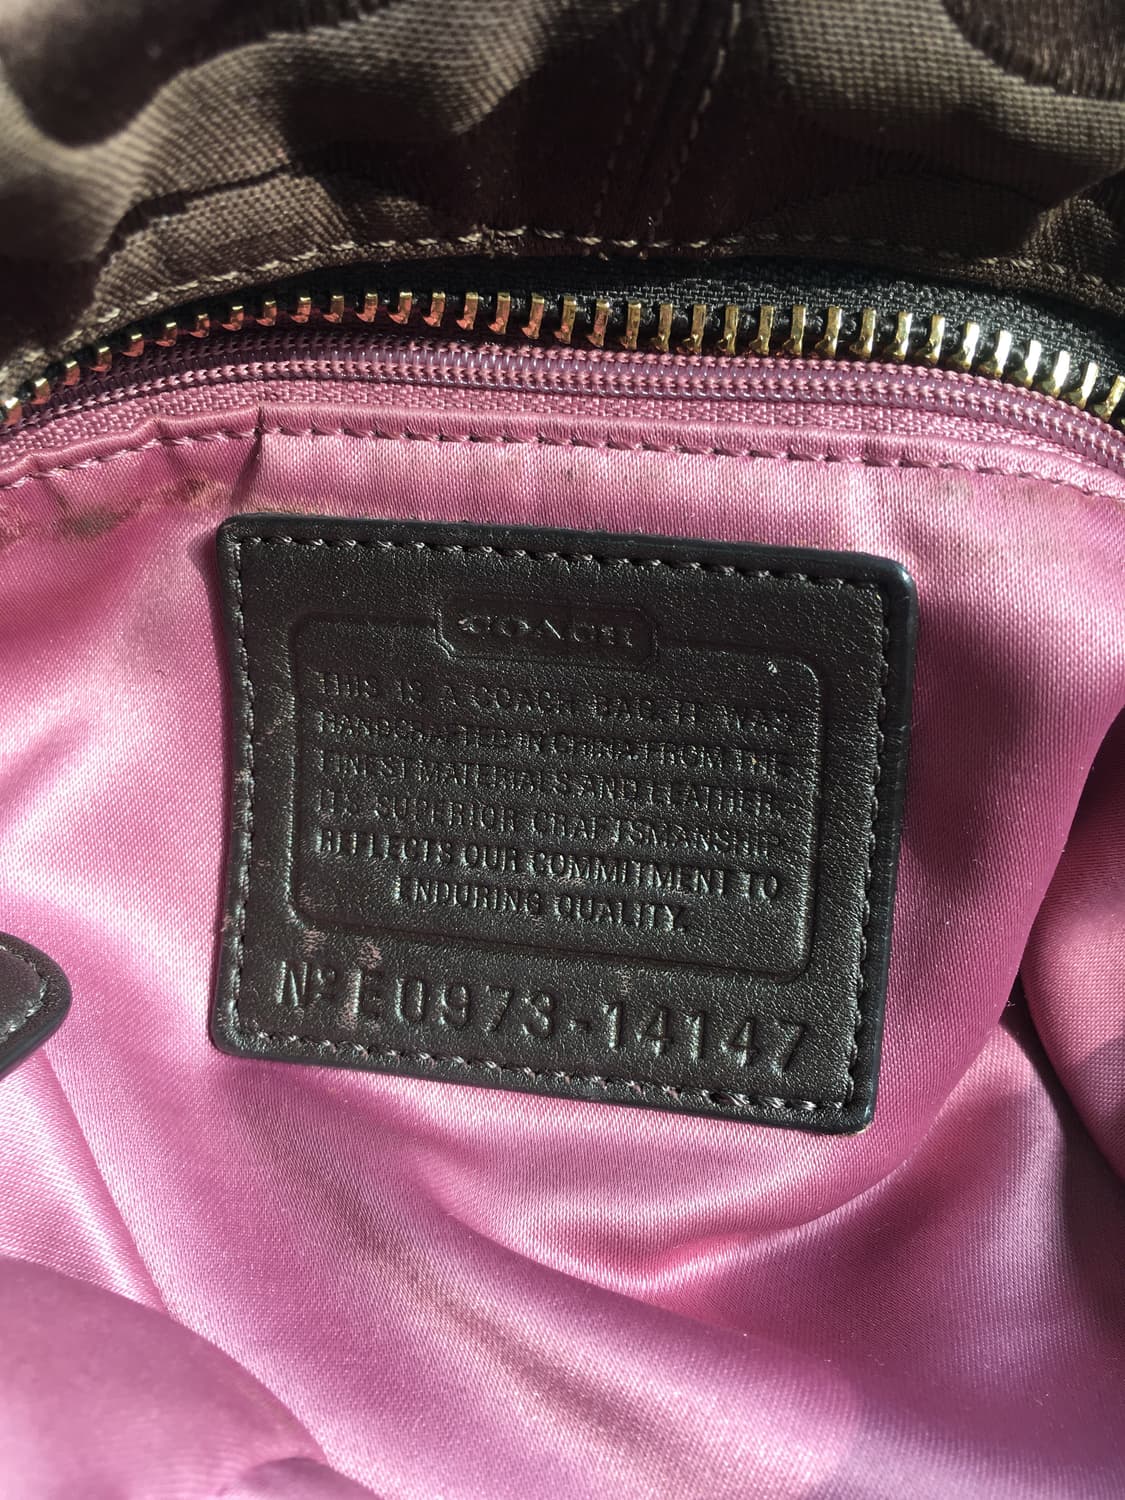 COACH
THIS IS A COACH BAG. IT WAS
HANDCRAFTED IN CHINA FROM THE
FINEST MATERIALS AND LEATHER.
ITS SUPERIOR CRAFTSMANSHIP
REFLECTS OUR COMMITMENT TO
ENDURING QUALITY.
Nº E0973-14147